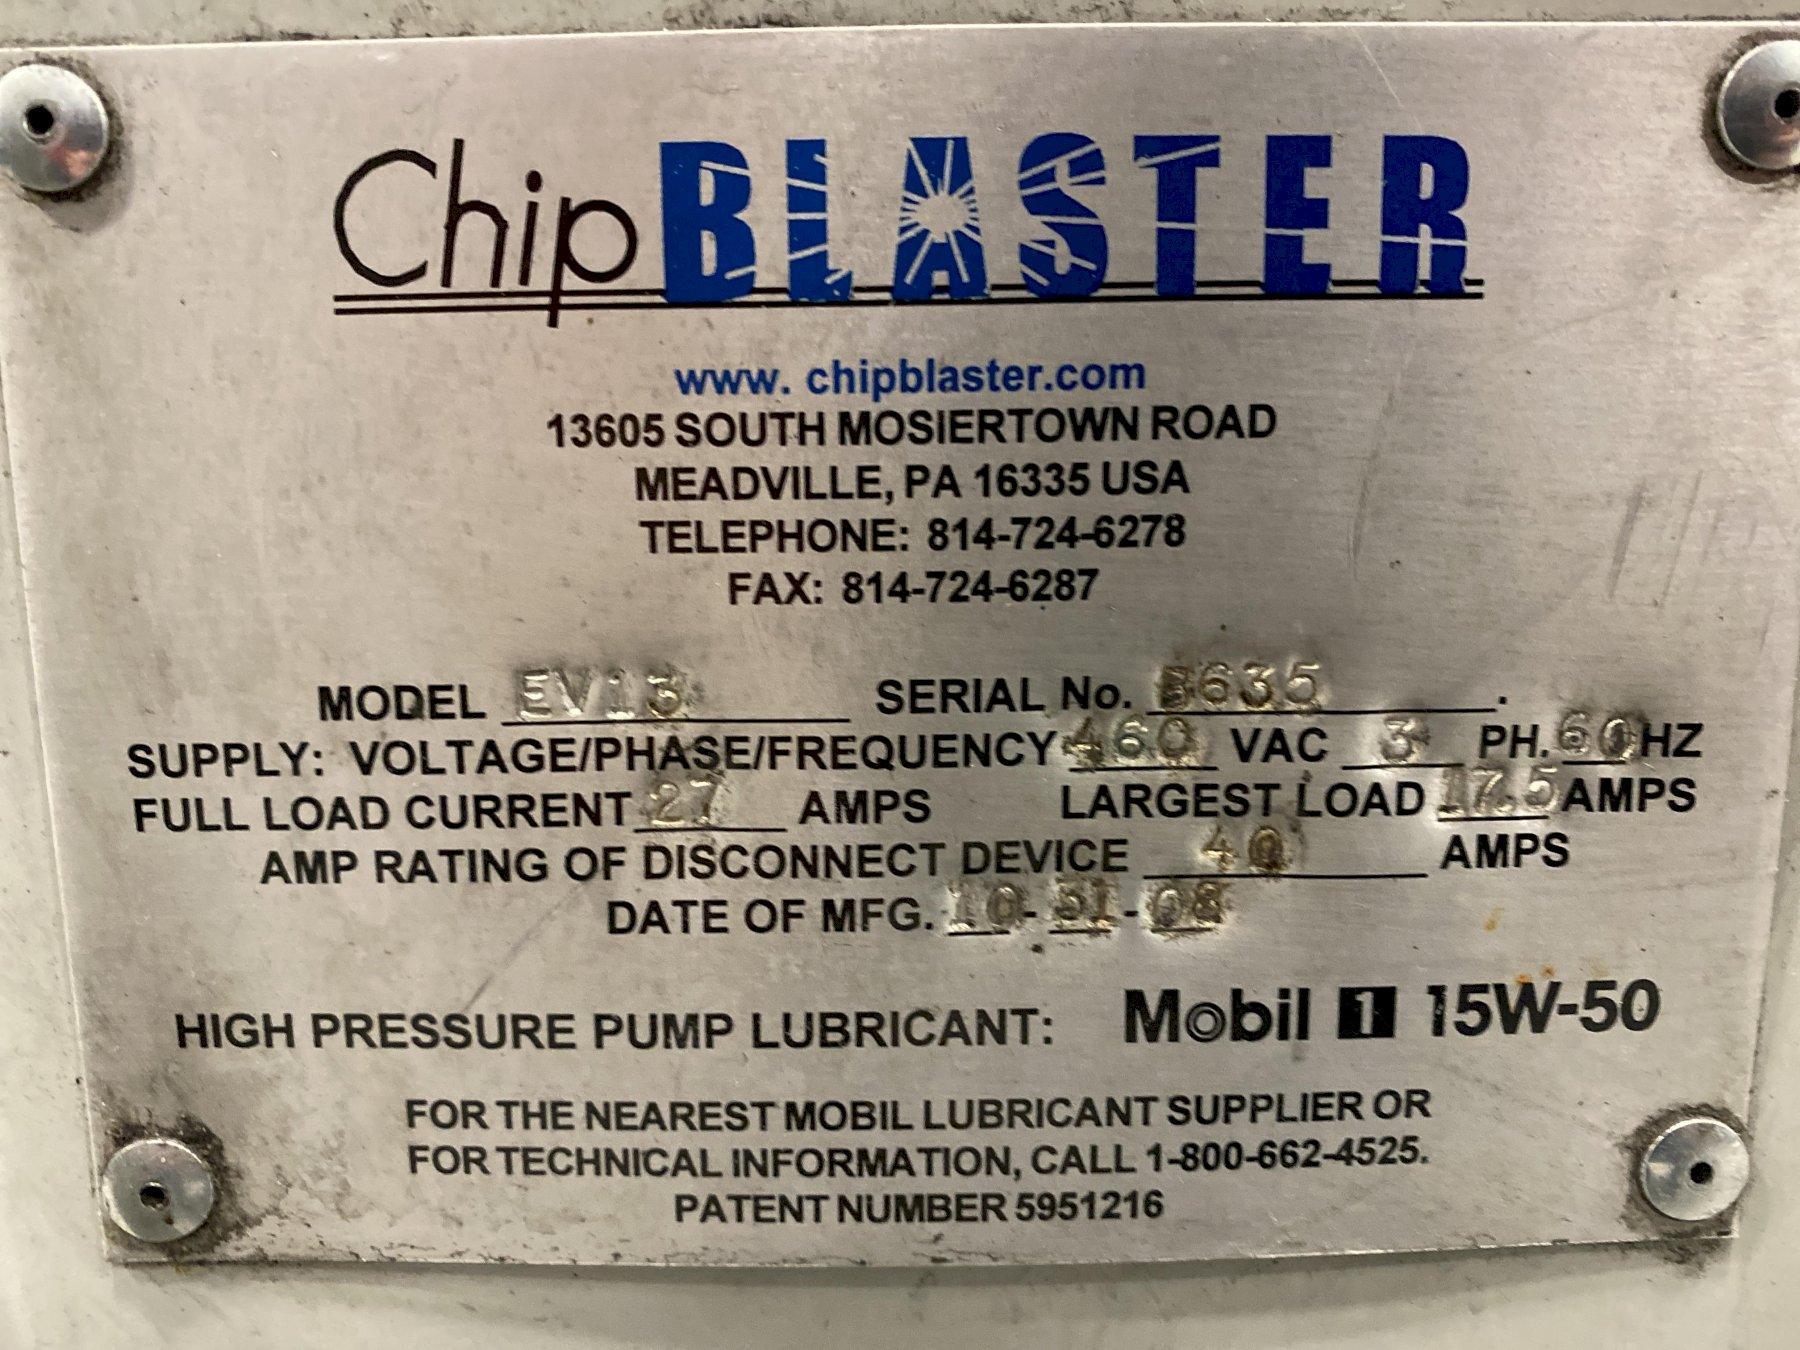 ChipBLASTER
www. chipblaster.com
13605 SOUTH MOSIERTOWN ROAD
MEADVILLE, PA 16335 USA
TELEPHONE: 814-724-6278
FAX: 814-724-6287
MODEL EV13 SERIAL No. .
SUPPLY: VOLTAGE/PHASE/FREQUENCY 460 VAC 3 PH. 60 HZ
FULL LOAD CURRENT 27 AMPS LARGEST LOAD 17.5 AMPS
AMP RATING OF DISCONNECT DEVICE 40 AMPS
DATE OF MFG. 10-31-08
HIGH PRESSURE PUMP LUBRICANT: Mobil 1 15W-50
FOR THE NEAREST MOBIL LUBRICANT SUPPLIER OR
FOR TECHNICAL INFORMATION, CALL 1-800-662-4525.
PATENT NUMBER 5951216